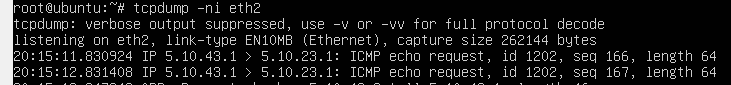 root@ubuntu:~# tcpdump -ni eth2
tcpdump: verbose output suppressed, use -v or -vv for full protocol decode
listening on eth2, link-type EN10MB (Ethernet), capture size 262144 bytes
20:15:11.830924 IP 5.10.43.1 > 5.10.23.1: ICMP echo request, id 1202, seq 166, length 64
20:15:12.831408 IP 5.10.43.1 > 5.10.23.1: ICMP echo request, id 1202, seq 167, length 64